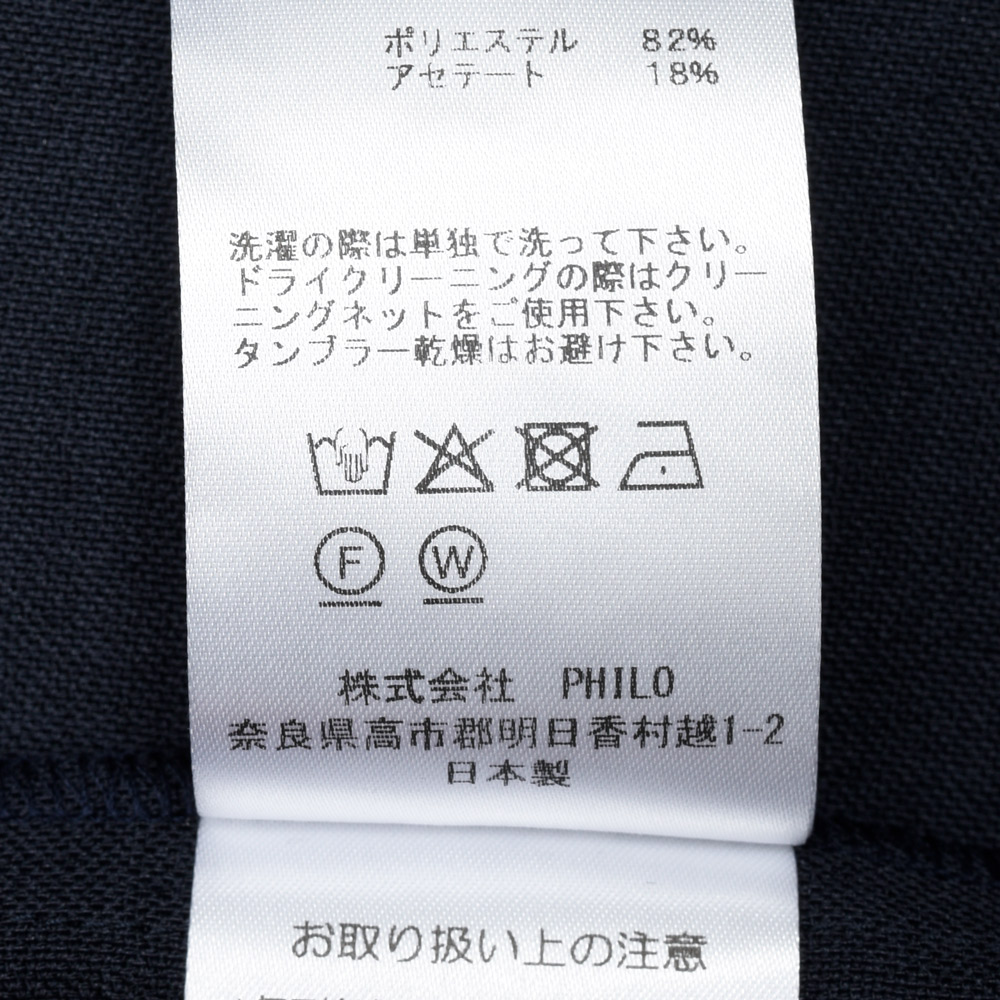 ポリエステル 82%
アセテート 18%
洗濯の際は単独で洗って下さい。
ドライクリーニングの際はクリー
ニングネットをご使用下さい。
タンブラー乾燥はお避け下さい。
F W
株式会社 PHILO
奈良県高市郡明日香村越1-2
日本製
お取り扱い上の注意